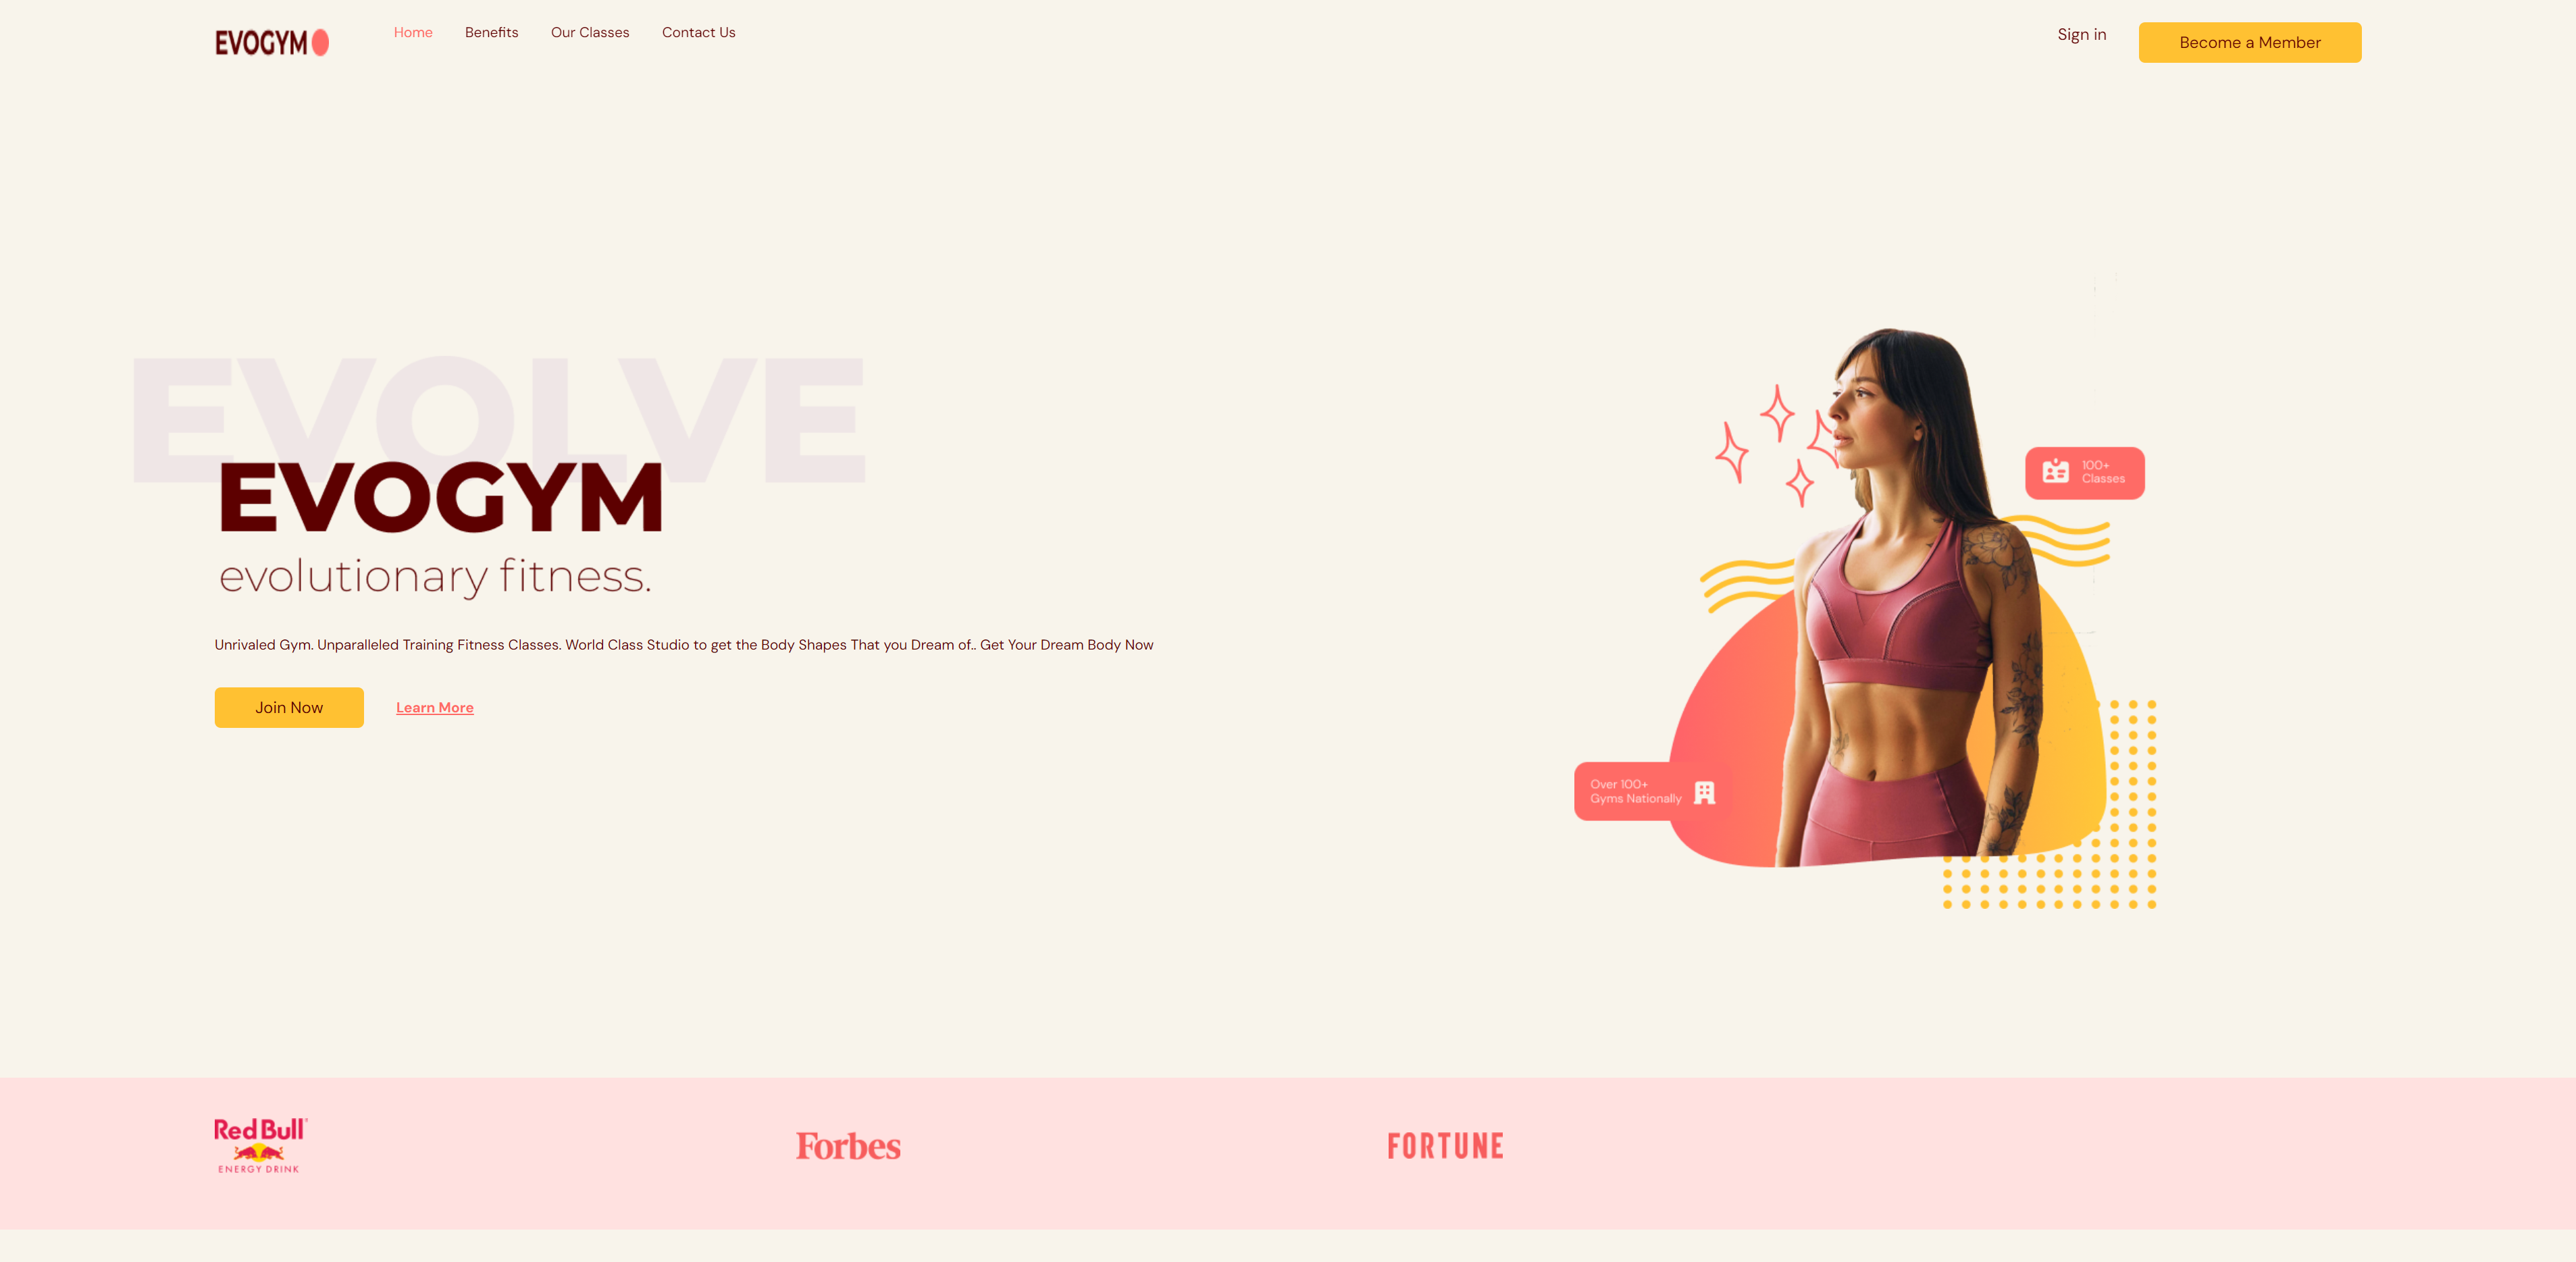 EVOGYM
Home
Benefits
Our Classes
Contact Us
Sign in
Become a Member
EVOLVE
EVOGYM
evolutionary fitness.
Unrivaled Gym. Unparalleled Training Fitness Classes. World Class Studio to get the Body Shapes That you Dream of.. Get Your Dream Body Now
Join Now
Learn More
100+
Classes
Over 100+
Gyms Nationally
Red Bull
ENERGY DRINK
Forbes
FORTUNE